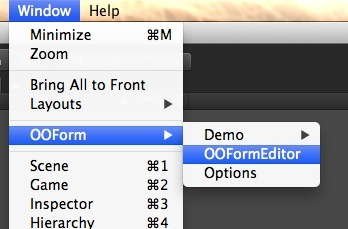 Window Help
Minimize ⌘M
Zoom
Bring All to Front
Layouts
OOForm
Demo
OOFormEditor
Options
Scene ⌘1
Game ⌘2
Inspector ⌘3
Hierarchy ⌘4